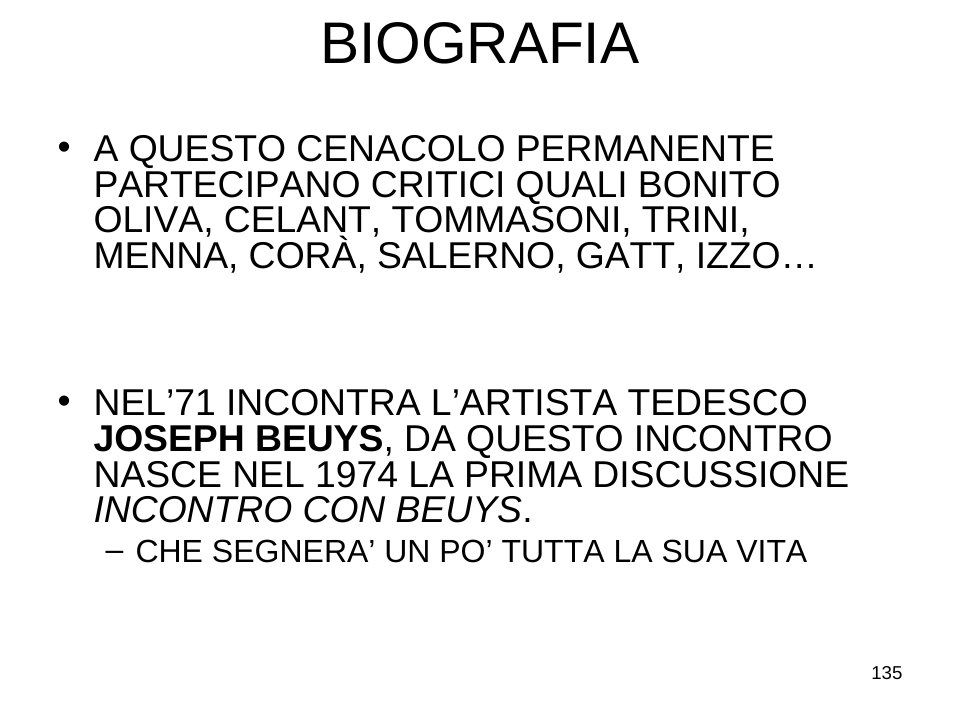 BIOGRAFIA
• A QUESTO CENACOLO PERMANENTE
PARTECIPANO CRITICI QUALI BONITO
OLIVA, CELANT, TOMMASONI, TRINI,
MENNA, CORÀ, SALERNO, GATT, IZZO…
• NEL’71 INCONTRA L’ARTISTA TEDESCO
JOSEPH BEUYS, DA QUESTO INCONTRO
NASCE NEL 1974 LA PRIMA DISCUSSIONE
INCONTRO CON BEUYS.
– CHE SEGNERA’ UN PO’ TUTTA LA SUA VITA
135